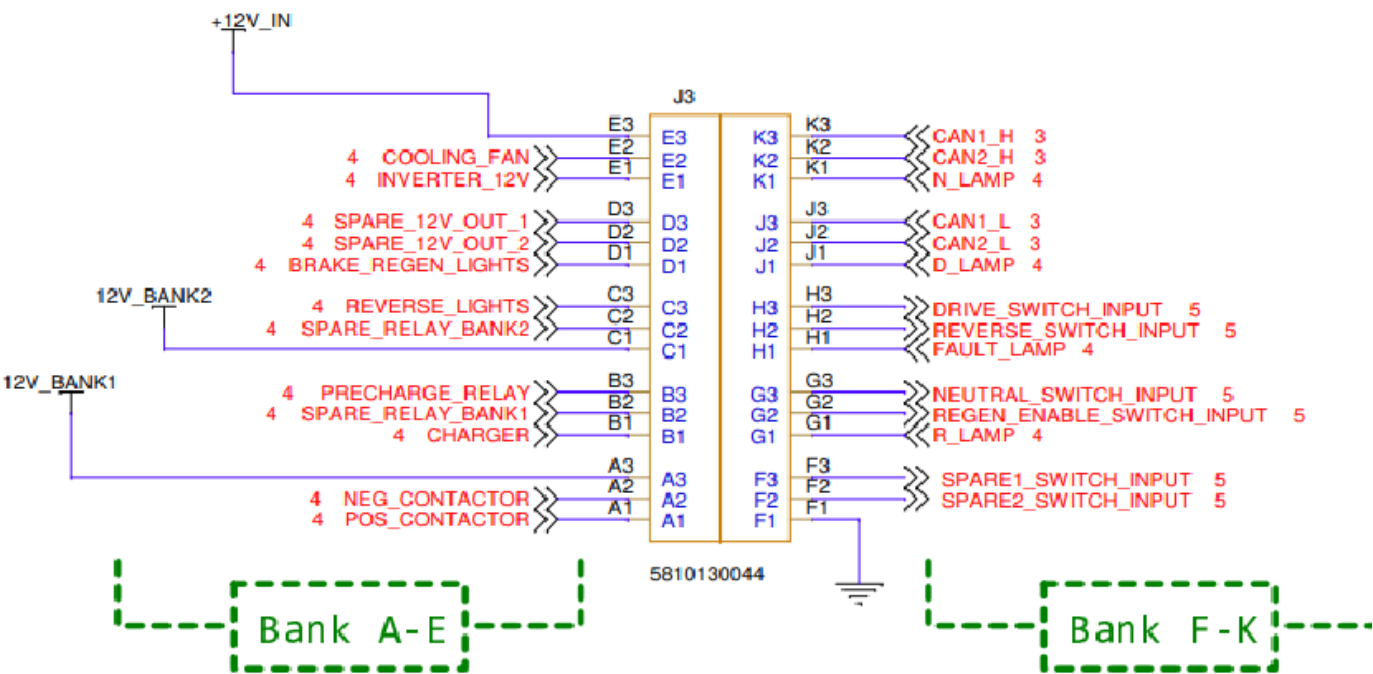 +12V_IN
J3
E3 E3 K3 K3 CAN1_H 3
4 COOLING_FAN E2 E2 K2 K2 CAN2_H 3
4 INVERTER_12V E1 E1 K1 K1 N_LAMP 4
4 SPARE_12V_OUT_1 D3 D3 J3 J3 CAN1_L 3
4 SPARE_12V_OUT_2 D2 D2 J2 J2 CAN2_L 3
4 BRAKE_REGEN_LIGHTS D1 D1 J1 J1 D_LAMP 4
12V_BANK2
4 REVERSE_LIGHTS C3 C3 H3 H3 DRIVE_SWITCH_INPUT 5
4 SPARE_RELAY_BANK2 C2 C2 H2 H2 REVERSE_SWITCH_INPUT 5
C1 C1 H1 H1 FAULT_LAMP 4
12V_BANK1
4 PRECHARGE_RELAY B3 B3 G3 G3 NEUTRAL_SWITCH_INPUT 5
4 SPARE_RELAY_BANK1 B2 B2 G2 G2 REGEN_ENABLE_SWITCH_INPUT 5
4 CHARGER B1 B1 G1 G1 R_LAMP 4
A3 A3 F3 F3 SPARE1_SWITCH_INPUT 5
4 NEG_CONTACTOR A2 A2 F2 F2 SPARE2_SWITCH_INPUT 5
4 POS_CONTACTOR A1 A1 F1 F1
5810130044
Bank A-E
Bank F-K